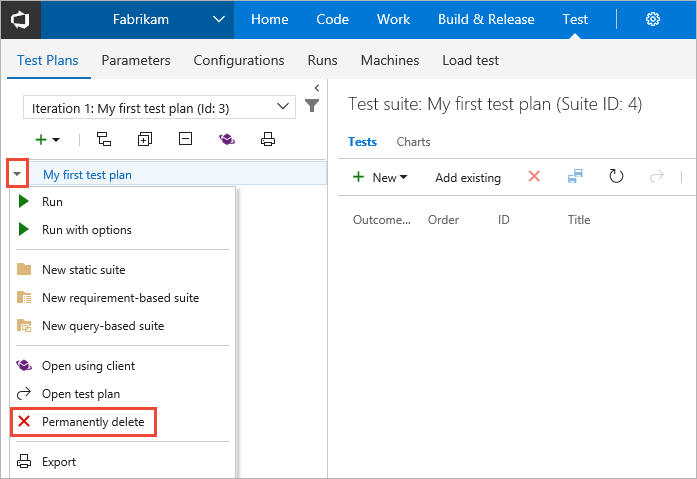 Fabrikam Home Code Work Build & Release Test
Test Plans Parameters Configurations Runs Machines Load test
Iteration 1: My first test plan (Id: 3)
My first test plan
Run
Run with options
New static suite
New requirement-based suite
New query-based suite
Open using client
Open test plan
Permanently delete
Export
Test suite: My first test plan (Suite ID: 4)
Tests Charts
New Add existing
Outcome... Order ID Title